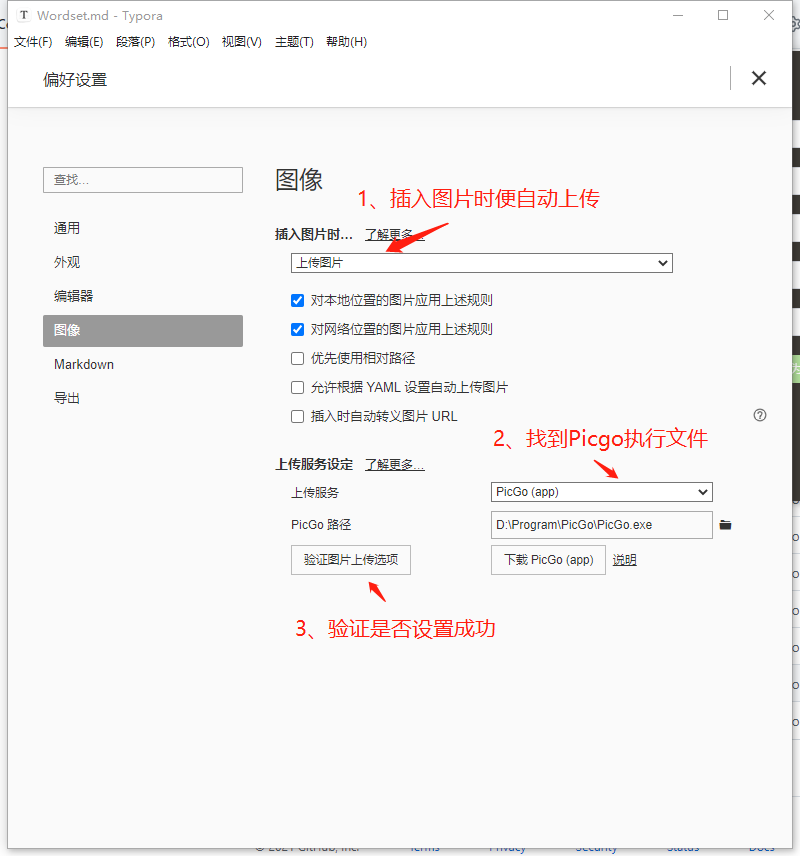 Wordset.md - Typora
文件(F) 编辑(E) 段落(P) 格式(O) 视图(V) 主题(T) 帮助(H)
偏好设置
查找...
通用
外观
编辑器
图像
Markdown
导出
图像
1、插入图片时便自动上传
插入图片时... 了解更多...
上传图片
对本地位置的图片应用上述规则
对网络位置的图片应用上述规则
优先使用相对路径
允许根据 YAML 设置自动上传图片
插入时自动转义图片 URL
2、找到Picgo执行文件
上传服务设定 了解更多...
上传服务 PicGo (app)
PicGo 路径 D:\Program\PicGo\PicGo.exe
验证图片上传选项 下载 PicGo (app) 说明
3、验证是否设置成功
© 2021 GitHub, Inc. Terms Privacy Security Status Docs